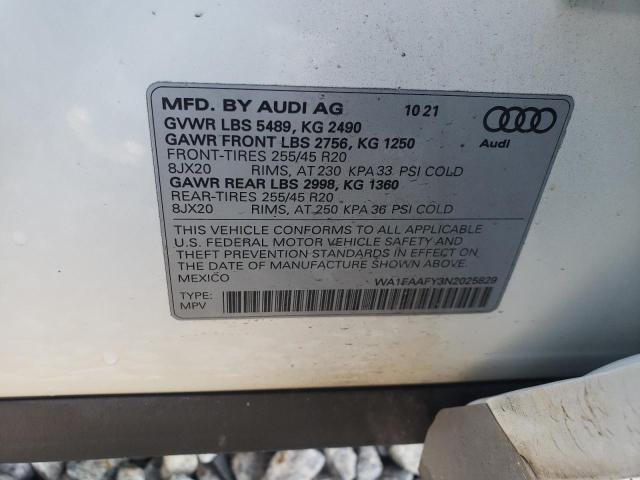 MFD. BY AUDI AG 10 21
GVWR LBS 5489, KG 2490
GAWR FRONT LBS 2756, KG 1250
Audi
FRONT-TIRES 255/45 R20
8JX20 RIMS, AT 230 KPA 33 PSI COLD
GAWR REAR LBS 2998, KG 1360
REAR-TIRES 255/45 R20
8JX20 RIMS, AT 250 KPA 36 PSI COLD
THIS VEHICLE CONFORMS TO ALL APPLICABLE
U.S. FEDERAL MOTOR VEHICLE SAFETY AND
THEFT PREVENTION STANDARDS IN EFFECT ON
THE DATE OF MANUFACTURE SHOWN ABOVE.
MEXICO WA1EAAFY3N2025829
TYPE:
MPV